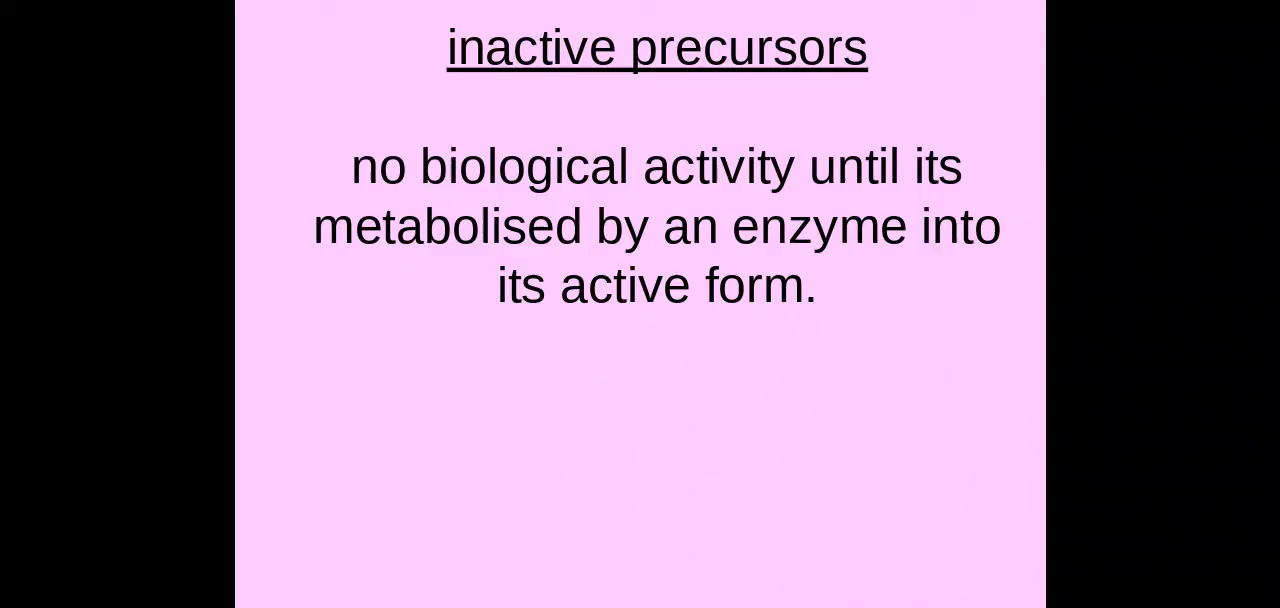 inactive precursors
no biological activity until its
metabolised by an enzyme into
its active form.